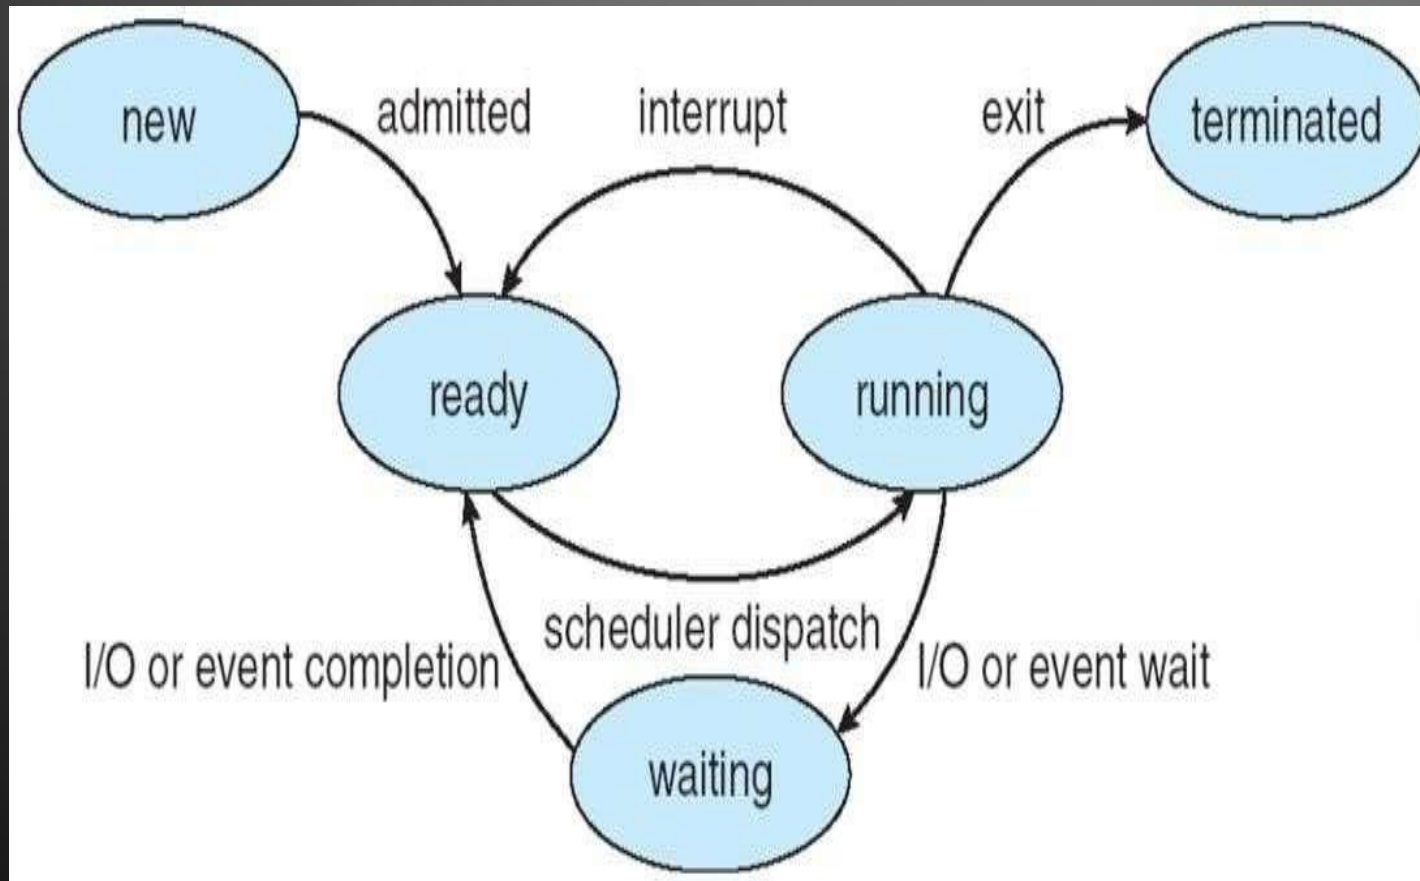 new
admitted
interrupt
exit
terminated
ready
running
scheduler dispatch
I/O or event completion
I/O or event wait
waiting